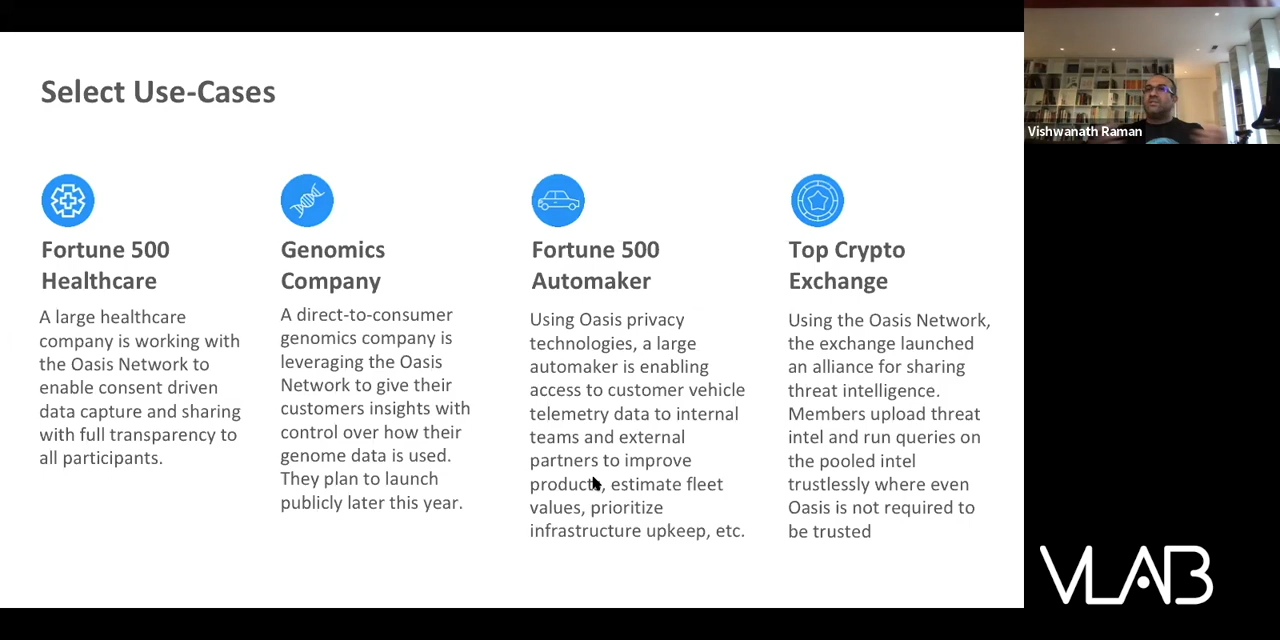 Select Use-Cases
Fortune 500
Healthcare
A large healthcare
company is working with
the Oasis Network to
enable consent driven
data capture and sharing
with full transparency to
all participants.
Genomics
Company
A direct-to-consumer
genomics company is
leveraging the Oasis
Network to give their
customers insights with
control over how their
genome data is used.
They plan to launch
publicly later this year.
Fortune 500
Automaker
Using Oasis privacy
technologies, a large
automaker is enabling
access to customer vehicle
telemetry data to internal
teams and external
partners to improve
products, estimate fleet
values, prioritize
infrastructure upkeep, etc.
Top Crypto
Exchange
Using the Oasis Network,
the exchange launched
an alliance for sharing
threat intelligence.
Members upload threat
intel and run queries on
the pooled intel
trustlessly where even
Oasis is not required to
be trusted
Vishwanath Raman
VLAB